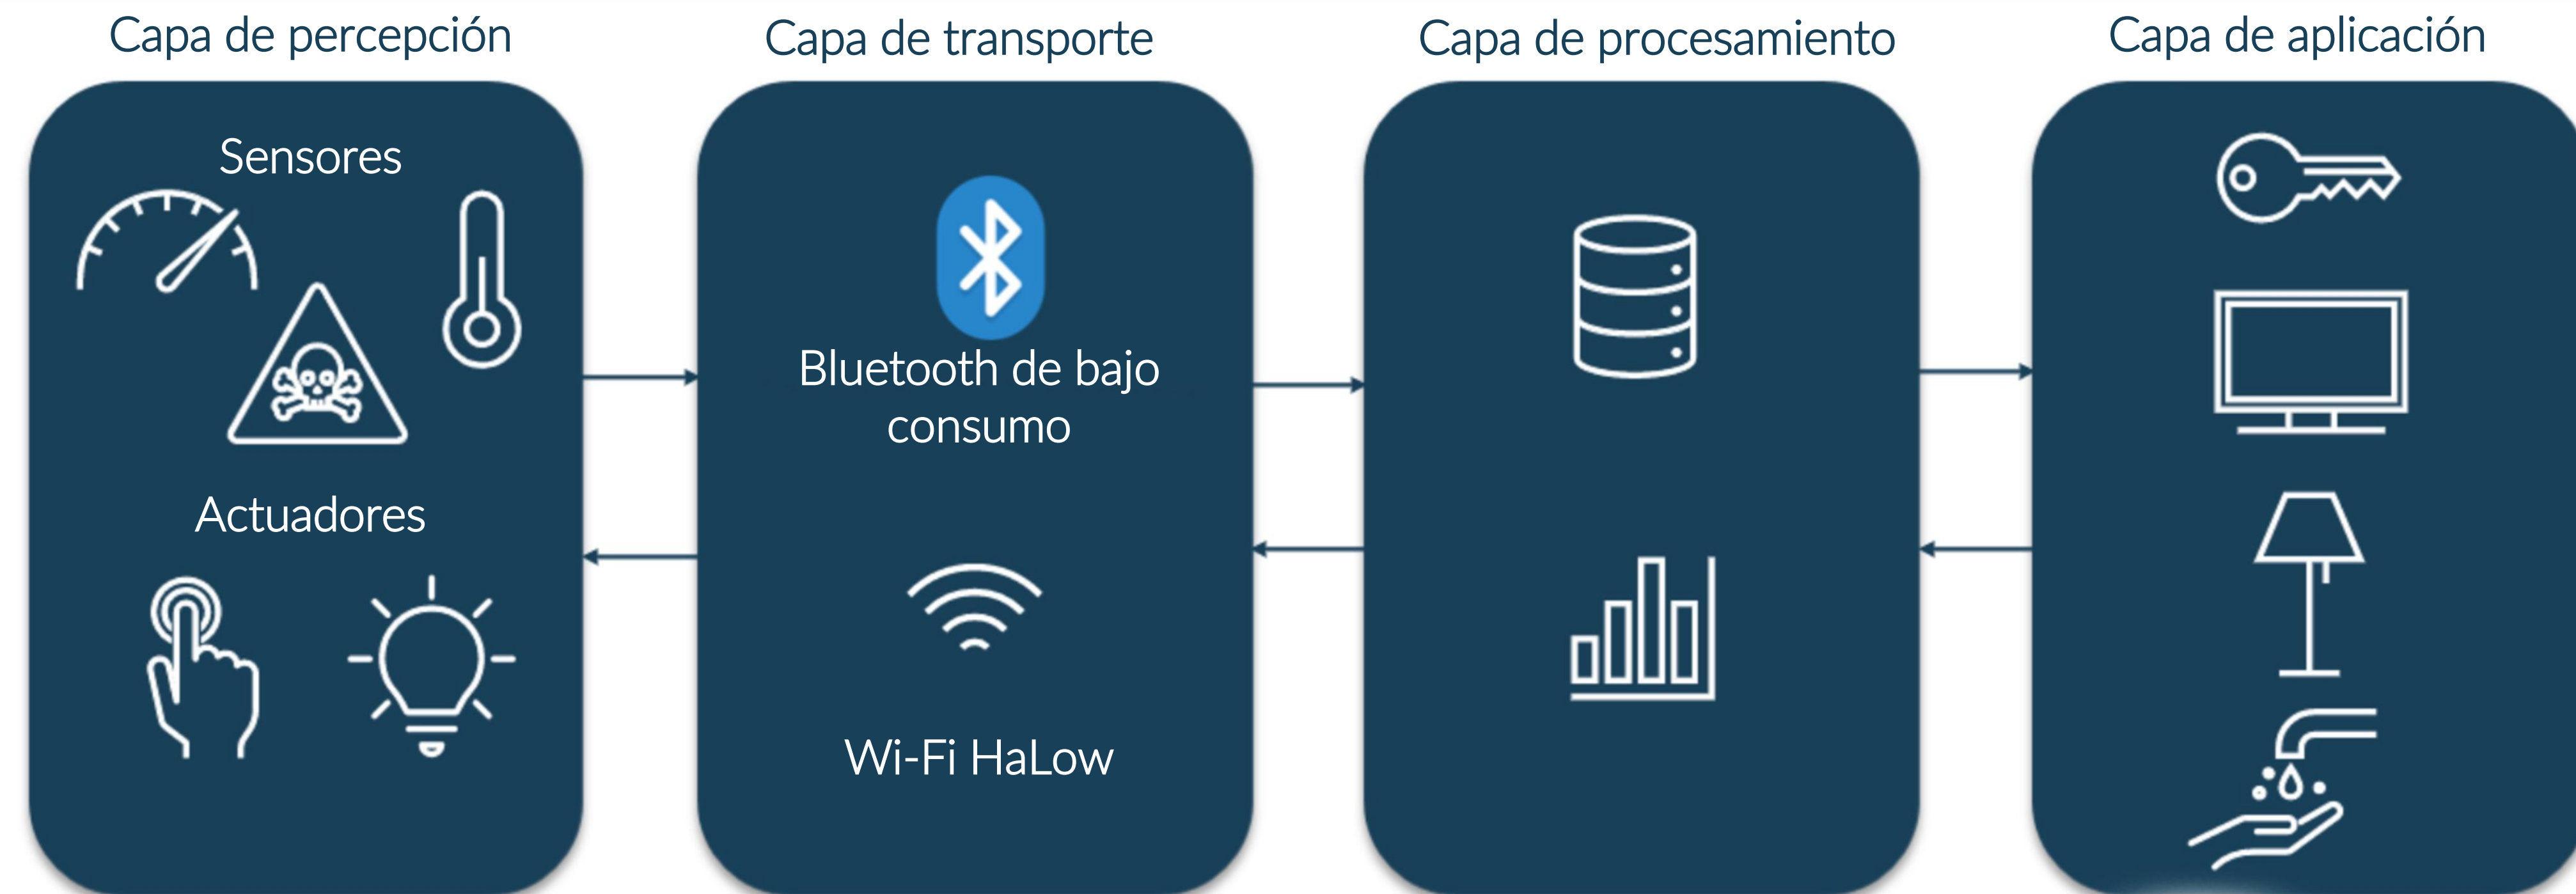 Capa de percepción
Capa de transporte
Capa de procesamiento
Capa de aplicación
Sensores
Actuadores
Bluetooth de bajo
consumo
Wi-Fi HaLow